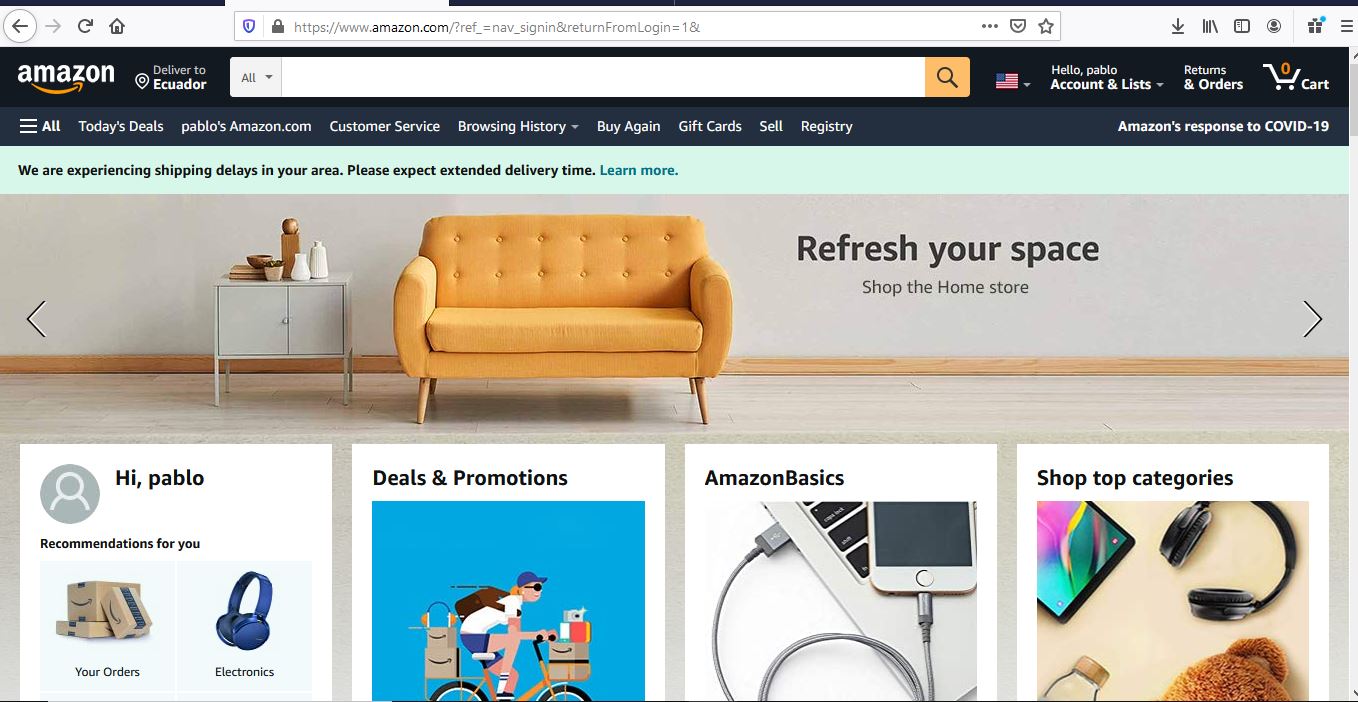 https://www.amazon.com/?ref_=nav_signin&returnFromLogin=1&
amazon
Deliver to
Ecuador
All
Hello, pablo
Account & Lists
Returns
& Orders
0
Cart
All
Today's Deals
pablo's Amazon.com
Customer Service
Browsing History
Buy Again
Gift Cards
Sell
Registry
Amazon's response to COVID-19
We are experiencing shipping delays in your area. Please expect extended delivery time. Learn more.
Refresh your space
Shop the Home store
Hi, pablo
Recommendations for you
Your Orders
Electronics
Deals & Promotions
AmazonBasics
caps lock
shift
Shop top categories